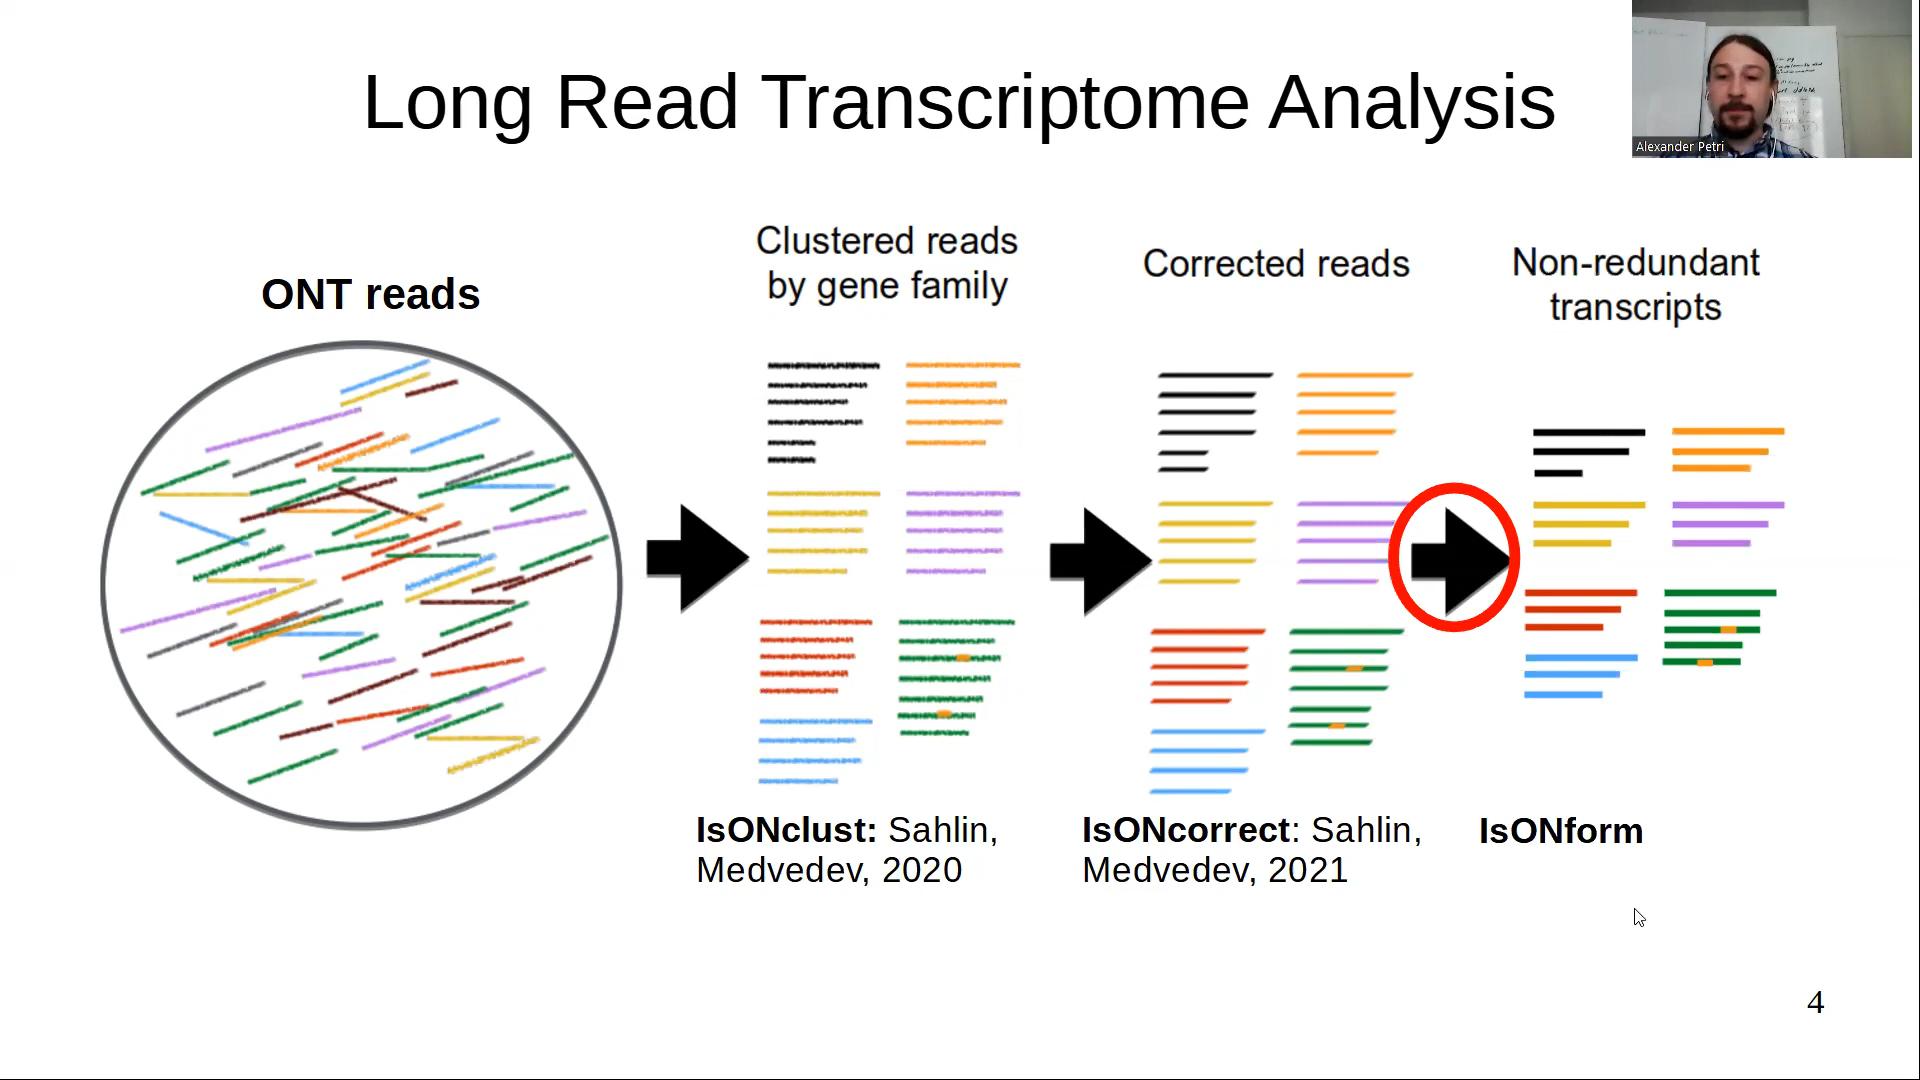 Long Read Transcriptome Analysis
Alexander Petri
ONT reads
Clustered reads
by gene family
Corrected reads
Non-redundant
transcripts
IsONclust: Sahlin,
Medvedev, 2020
IsONcorrect: Sahlin,
Medvedev, 2021
IsONform
4